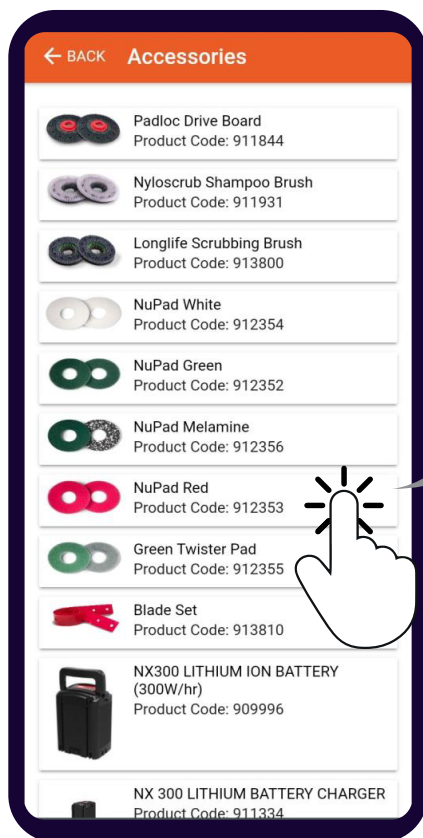 ← BACK Accessories
Padloc Drive Board
Product Code: 911844
Nyloscrub Shampoo Brush
Product Code: 911931
Longlife Scrubbing Brush
Product Code: 913800
NuPad White
Product Code: 912354
NuPad Green
Product Code: 912352
NuPad Melamine
Product Code: 912356
NuPad Red
Product Code: 912353
Green Twister Pad
Product Code: 912355
Blade Set
Product Code: 913810
NX300 LITHIUM ION BATTERY
(300W/hr)
Product Code: 909996
NX 300 LITHIUM BATTERY CHARGER
Product Code: 911334